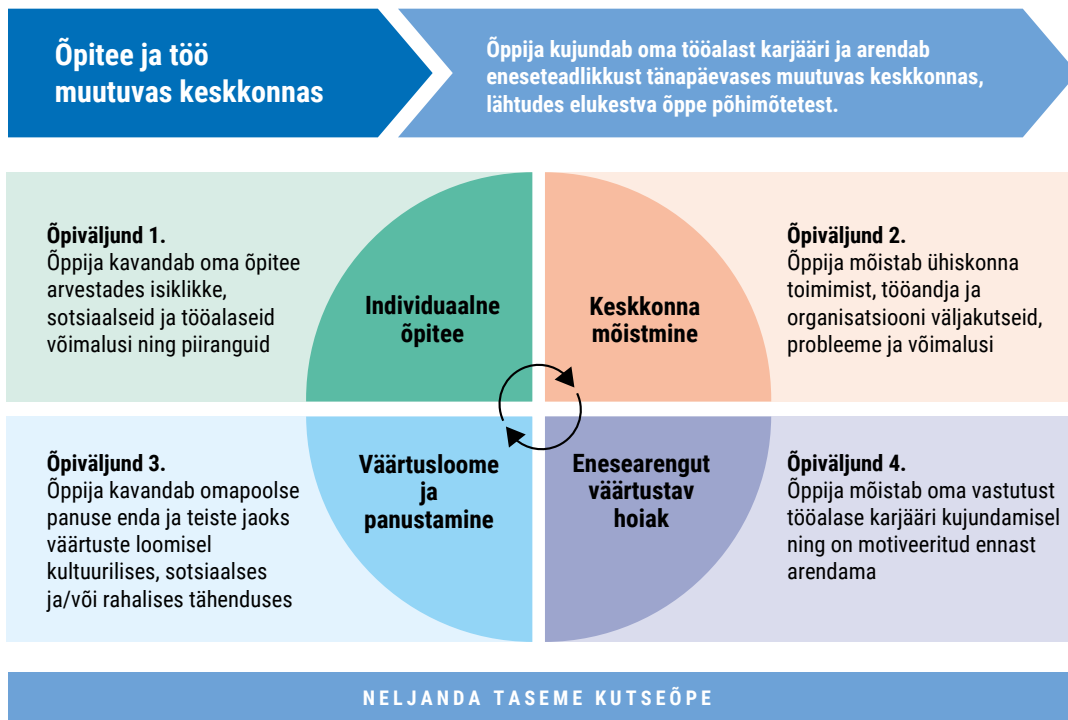 Õpitee ja töö
muutuvas keskkonnas
Õppija kujundab oma tööalast karjääri ja arendab
eneseteadlikkust tänapäevases muutuvas keskkonnas,
lähtudes elukestva õppe põhimõtetest.
Õpiväljund 1.
Õppija kavandab oma õpitee
arvestades isiklikke,
sotsiaalseid ja tööalaseid
võimalusi ning piiranguid
Individuaalne
õpitee
Keskkonna
mõistmine
Õpiväljund 2.
Õppija mõistab ühiskonna
toimimist, tööandja ja
organisatsiooni väljakutseid,
probleeme ja võimalusi
Õpiväljund 3.
Õppija kavandab omapoolse
panuse enda ja teiste jaoks
väärtuste loomisel
kultuurilises, sotsiaalses
ja/või rahalises tähenduses
Väärtusloome
ja
panustamine
Enesearengut
väärtustav
hoiak
Õpiväljund 4.
Õppija mõistab oma vastutust
tööalase karjääri kujundamisel
ning on motiveeritud ennast
arendama
NELJANDA TASEME KUTSEÕPE